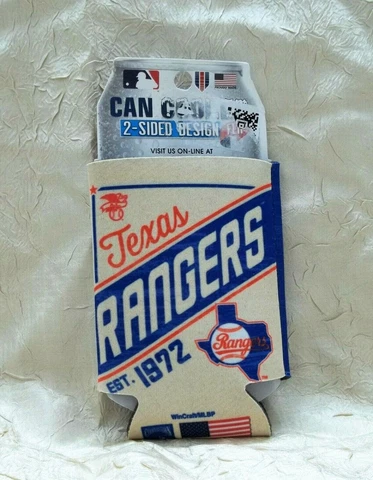 CAN COOLER
2-SIDED DESIGN
VISIT US ON-LINE AT
Texas
RANGERS
Rangers
EST. 1972
WinCraft/MLBP